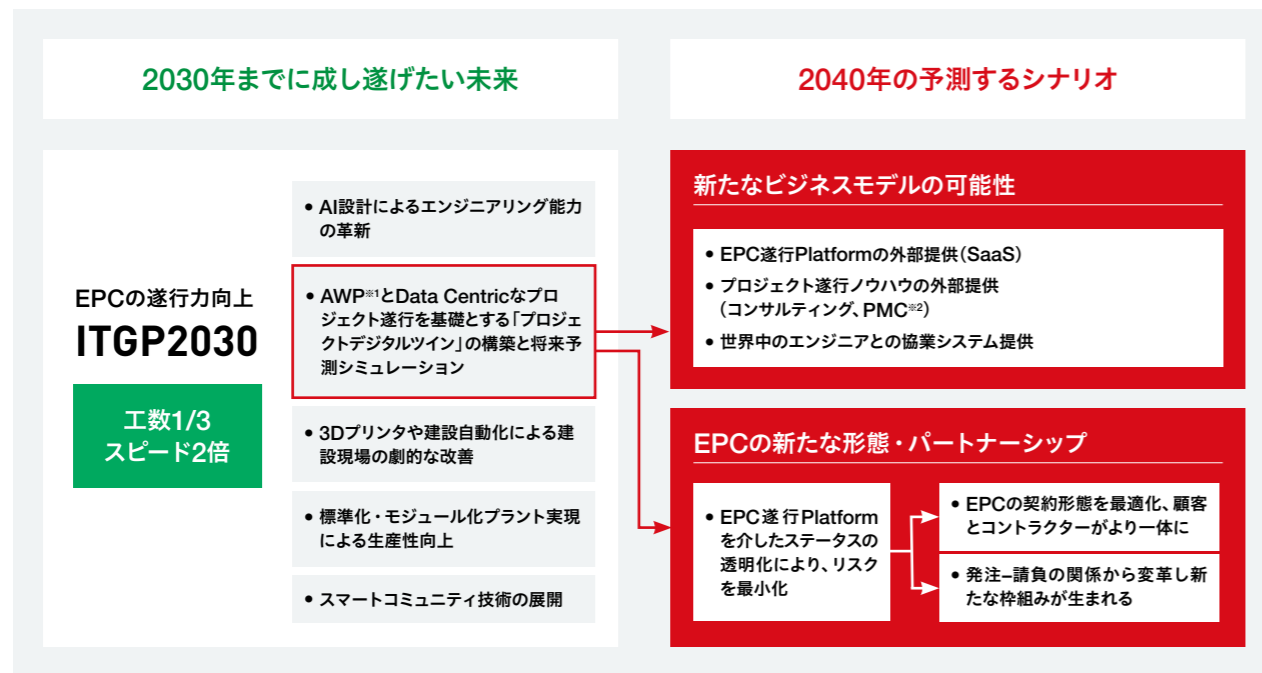 2030年までに成し遂げたい未来
EPCの遂行力向上
ITGP2030
工数1/3
スピード2倍
• AI設計によるエンジニアリング能力
の革新
• AWP※1とData Centricなプロ
ジェクト遂行を基礎とする「プロジェ
クトデジタルツイン」の構築と将来予
測シミュレーション
• 3Dプリンタや建設自動化による建
設現場の劇的な改善
• 標準化・モジュール化プラント実現
による生産性向上
• スマートコミュニティ技術の展開
2040年の予測するシナリオ
新たなビジネスモデルの可能性
• EPC遂行Platformの外部提供(SaaS)
• プロジェクト遂行ノウハウの外部提供
(コンサルティング、PMC※2)
• 世界中のエンジニアとの協業システム提供
EPCの新たな形態・パートナーシップ
• EPC遂行Platform
を介したステータスの
透明化により、リスク
を最小化
• EPCの契約形態を最適化、顧客
とコントラクターがより一体に
• 発注–請負の関係から変革し新
たな枠組みが生まれる